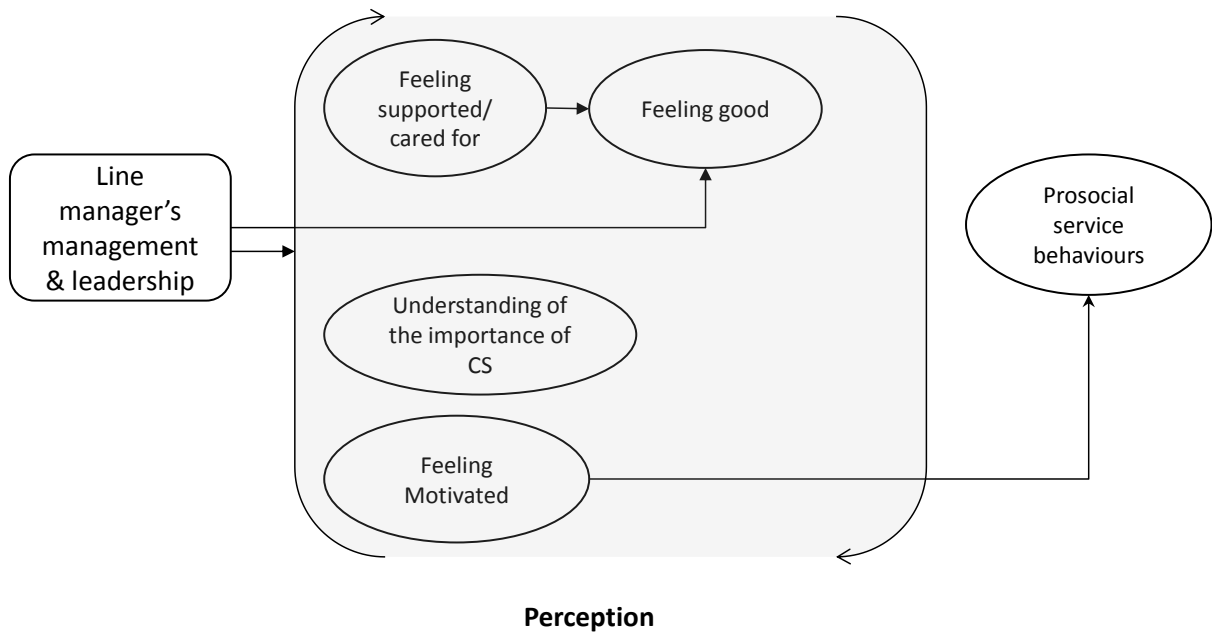 Feeling
supported/
cared for
Feeling good
Line
manager’s
management
& leadership
Prosocial
service
behaviours
Understanding of
the importance of
CS
Feeling
Motivated
Perception